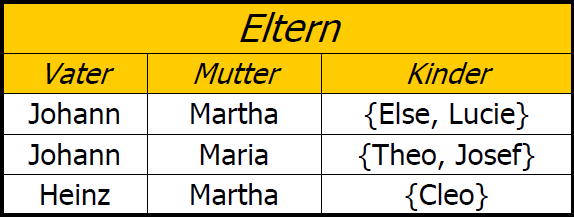 Eltern
Vater Mutter Kinder
Johann Martha {Else, Lucie}
Johann Maria {Theo, Josef}
Heinz Martha {Cleo}